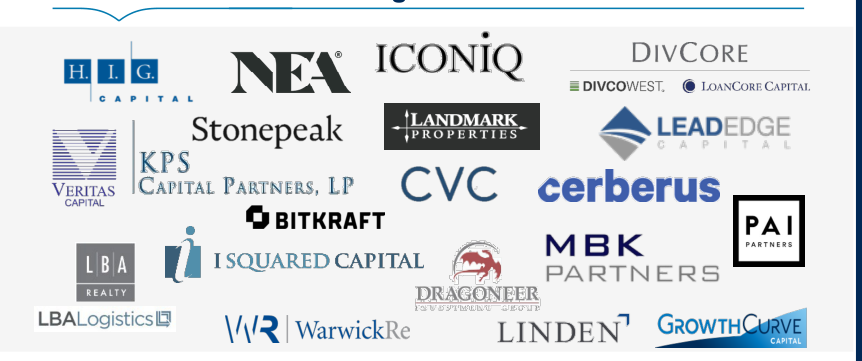 H. I. G.
CAPITAL
NEA®
ICONIQ
DIVCORE
DIVCOWEST.
LOANCORE CAPITAL
Stonepeak
LANDMARK
PROPERTIES
LEADEDGE
CAPITAL
VERITAS
CAPITAL
KPS
CAPITAL PARTNERS, LP
CVC
cerberus
BITKRAFT
PAI
PARTNERS
LBA
REALTY
I SQUARED CAPITAL
DRAGONEER
MBK
PARTNERS
LBALogistics
WR WarwickRe
LINDEN
GROWTHCURVE
CAPITAL